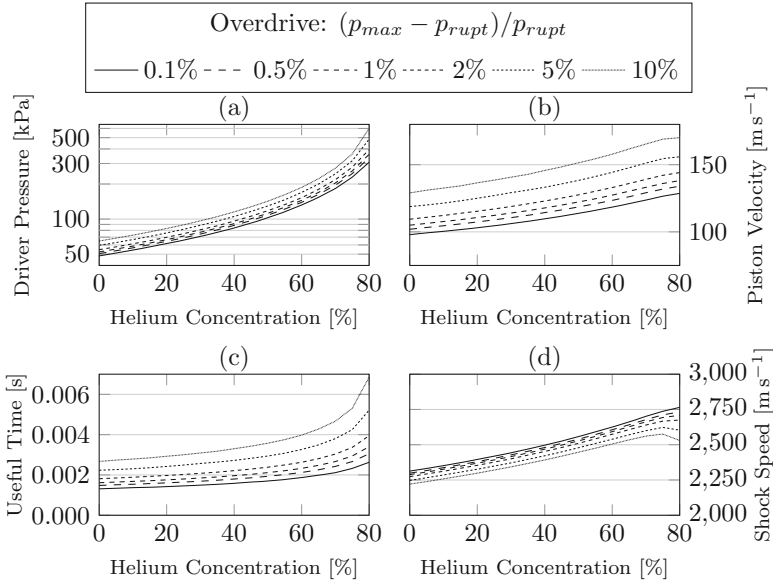 Overdrive: (p_max − p_rupt)/p_rupt
0.1% 0.5% 1% 2% 5% 10%
(a)
Driver Pressure [kPa]
500
300
100
50
0 20 40 60 80
Helium Concentration [%]
(b)
150
100
Piston Velocity [m s⁻¹]
0 20 40 60 80
Helium Concentration [%]
(c)
Useful Time [s]
0.006
0.004
0.002
0.000
0 20 40 60 80
Helium Concentration [%]
(d)
3,000
2,750
2,500
2,250
2,000
Shock Speed [m s⁻¹]
0 20 40 60 80
Helium Concentration [%]